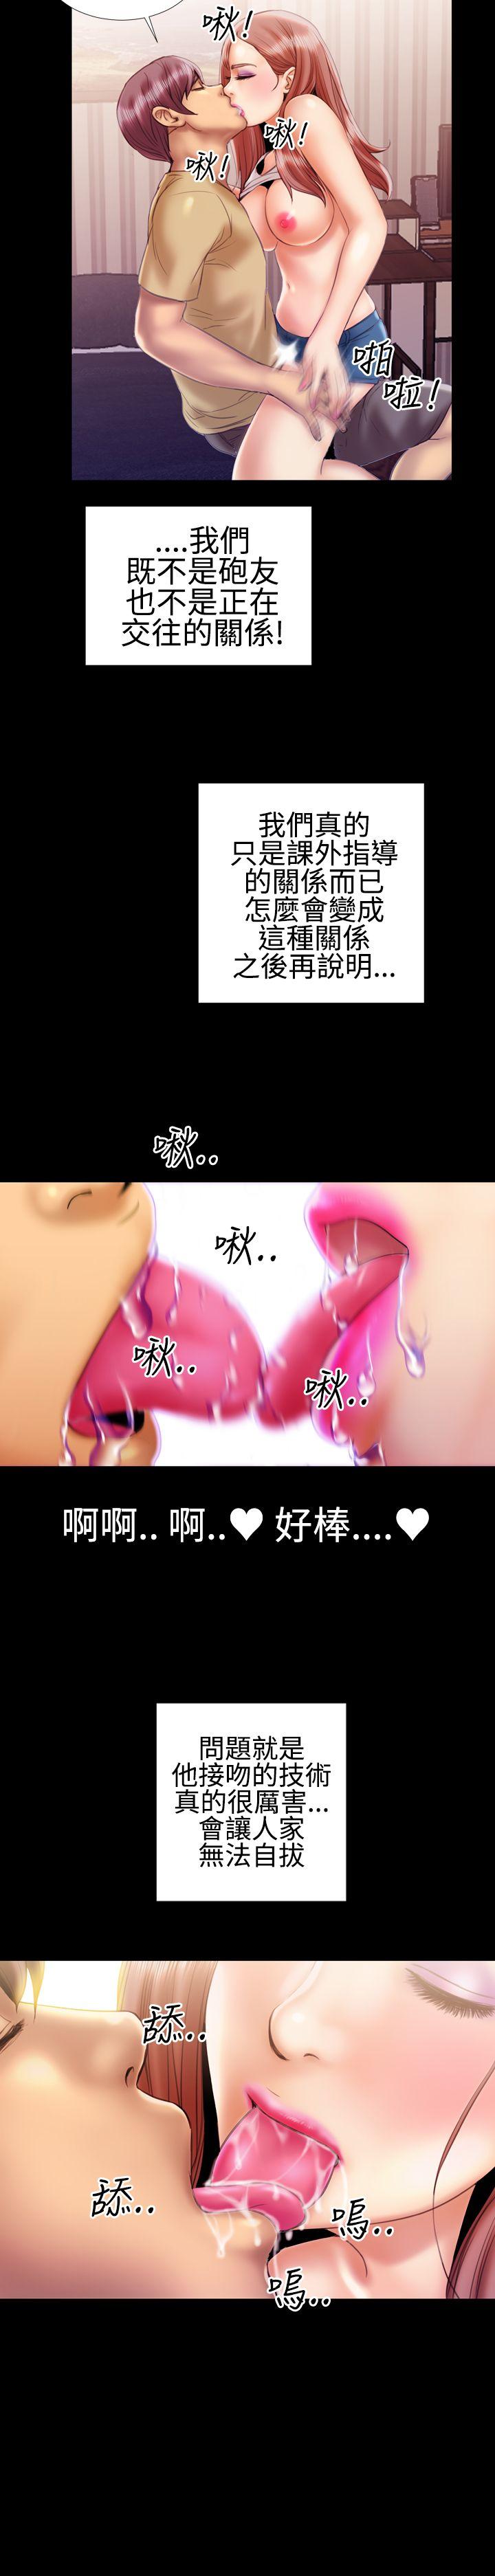 啾!
啾!
啾!
啪
啦!
....我們
既不是砲友
也不是正在
交往的關係!
我們真的
只是課外指導
的關係而已
怎麼會變成
這種關係
之後再說明...
啾..
啾..
啾..
啾..
啊啊.. 啊..♥ 好棒....♥
問題就是
他接吻的技術
真的很厲害...
會讓人家
無法自拔
舔..
舔..
嗚..
嗚..